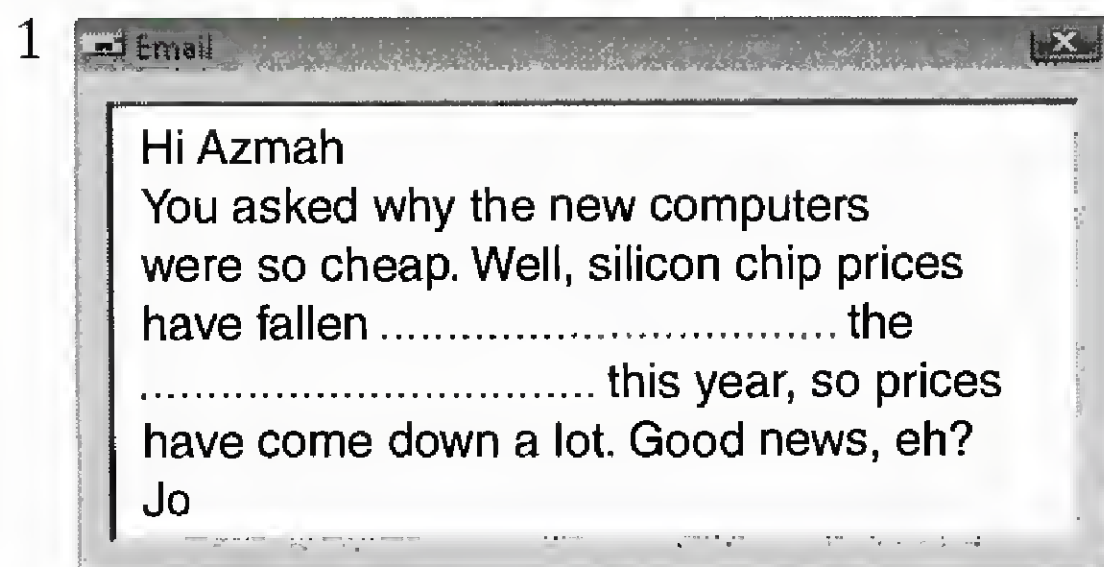 1
Email
Hi Azmah
You asked why the new computers
were so cheap. Well, silicon chip prices
have fallen .................................. the
.................................. this year, so prices
have come down a lot. Good news, eh?
Jo